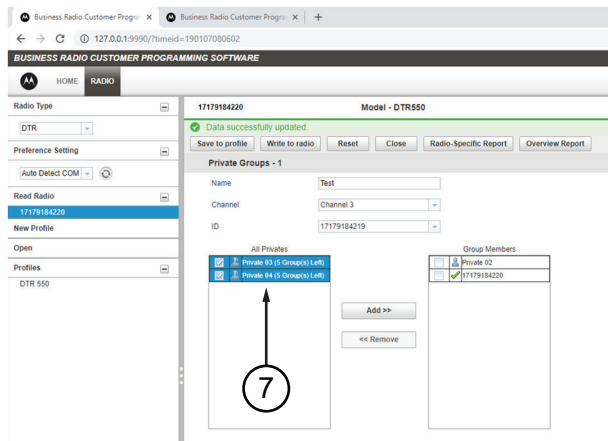 Business Radio Customer Progra × Business Radio Customer Progra × +
127.0.0.1:9990/?timeid=190107080602
BUSINESS RADIO CUSTOMER PROGRAMMING SOFTWARE
HOME RADIO
Radio Type
DTR
Preference Setting
Auto Detect COM
Read Radio
17179184220
New Profile
Open
Profiles
DTR 550
17179184220 Model - DTR550
Data successfully updated.
Save to profile Write to radio Reset Close Radio-Specific Report Overview Report
Private Groups - 1
Name Test
Channel Channel 3
ID 17179184219
All Privates Group Members
Private 03 (5 Group(s) Left) Private 02
Private 04 (5 Group(s) Left) 17179184220
Add >>
<< Remove
7